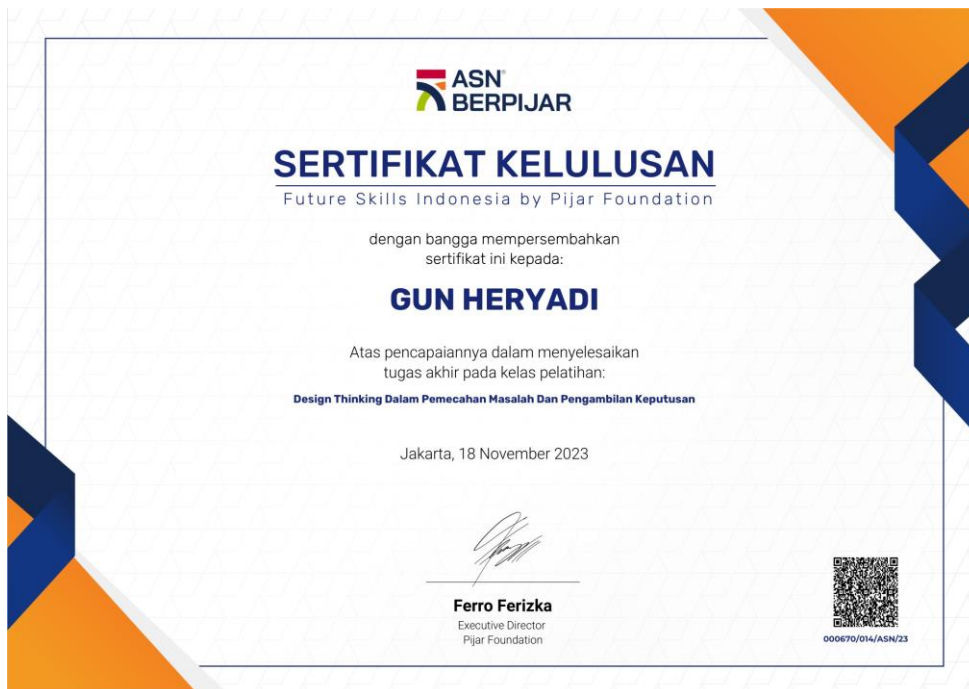 ASN
BERPIJAR
SERTIFIKAT KELULUSAN
Future Skills Indonesia by Pijar Foundation
dengan bangga mempersembahkan
sertifikat ini kepada:
GUN HERYADI
Atas pencapaiannya dalam menyelesaikan
tugas akhir pada kelas pelatihan:
Design Thinking Dalam Pemecahan Masalah Dan Pengambilan Keputusan
Jakarta, 18 November 2023
Ferro Ferizka
Executive Director
Pijar Foundation
000670/014/ASN/23